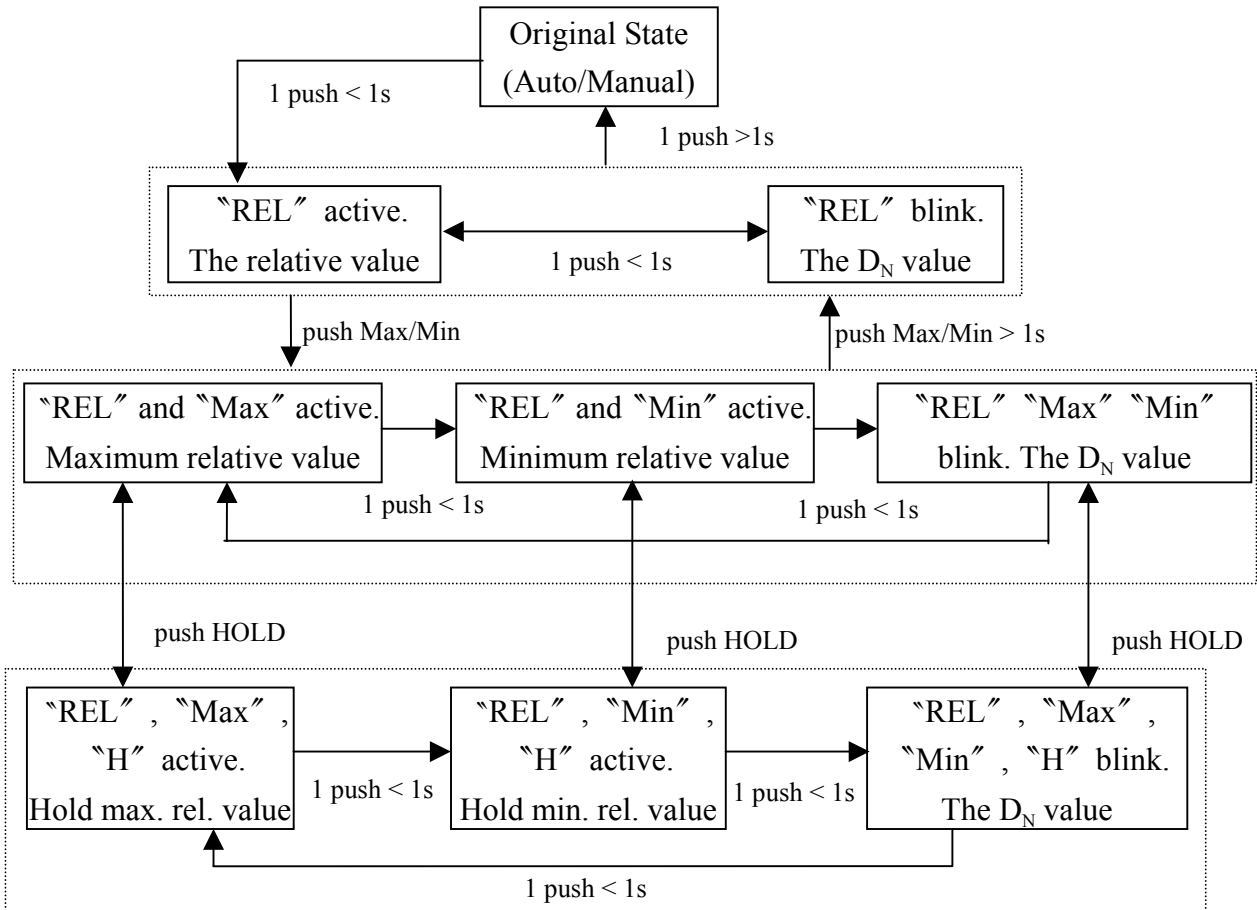 Original State
(Auto/Manual)
1 push < 1s
1 push >1s
〝REL〞 active.
The relative value
1 push < 1s
〝REL〞 blink.
The D_N value
push Max/Min
push Max/Min > 1s
〝REL〞 and 〝Max〞 active.
Maximum relative value
〝REL〞 and 〝Min〞 active.
Minimum relative value
〝REL〞 〝Max〞 〝Min〞
blink. The D_N value
1 push < 1s
1 push < 1s
push HOLD
push HOLD
push HOLD
〝REL〞 , 〝Max〞 ,
〝H〞 active.
Hold max. rel. value
1 push < 1s
〝REL〞 , 〝Min〞 ,
〝H〞 active.
Hold min. rel. value
1 push < 1s
〝REL〞 , 〝Max〞 ,
〝Min〞 , 〝H〞 blink.
The D_N value
1 push < 1s